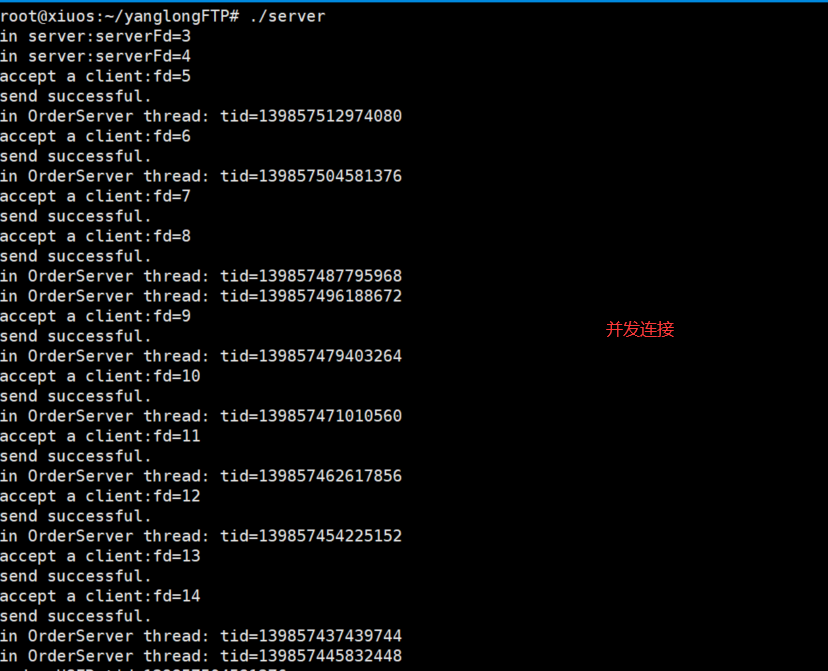 root@xiuos:~/yanglongFTP# ./server
in server:serverFd=3
in server:serverFd=4
accept a client:fd=5
send successful.
in OrderServer thread: tid=139857512974080
accept a client:fd=6
send successful.
in OrderServer thread: tid=139857504581376
accept a client:fd=7
send successful.
accept a client:fd=8
send successful.
in OrderServer thread: tid=139857487795968
in OrderServer thread: tid=139857496188672
accept a client:fd=9
并发连接
send successful.
in OrderServer thread: tid=139857479403264
accept a client:fd=10
send successful.
in OrderServer thread: tid=139857471010560
accept a client:fd=11
send successful.
in OrderServer thread: tid=139857462617856
accept a client:fd=12
send successful.
in OrderServer thread: tid=139857454225152
accept a client:fd=13
send successful.
accept a client:fd=14
send successful.
in OrderServer thread: tid=139857437439744
in OrderServer thread: tid=139857445832448